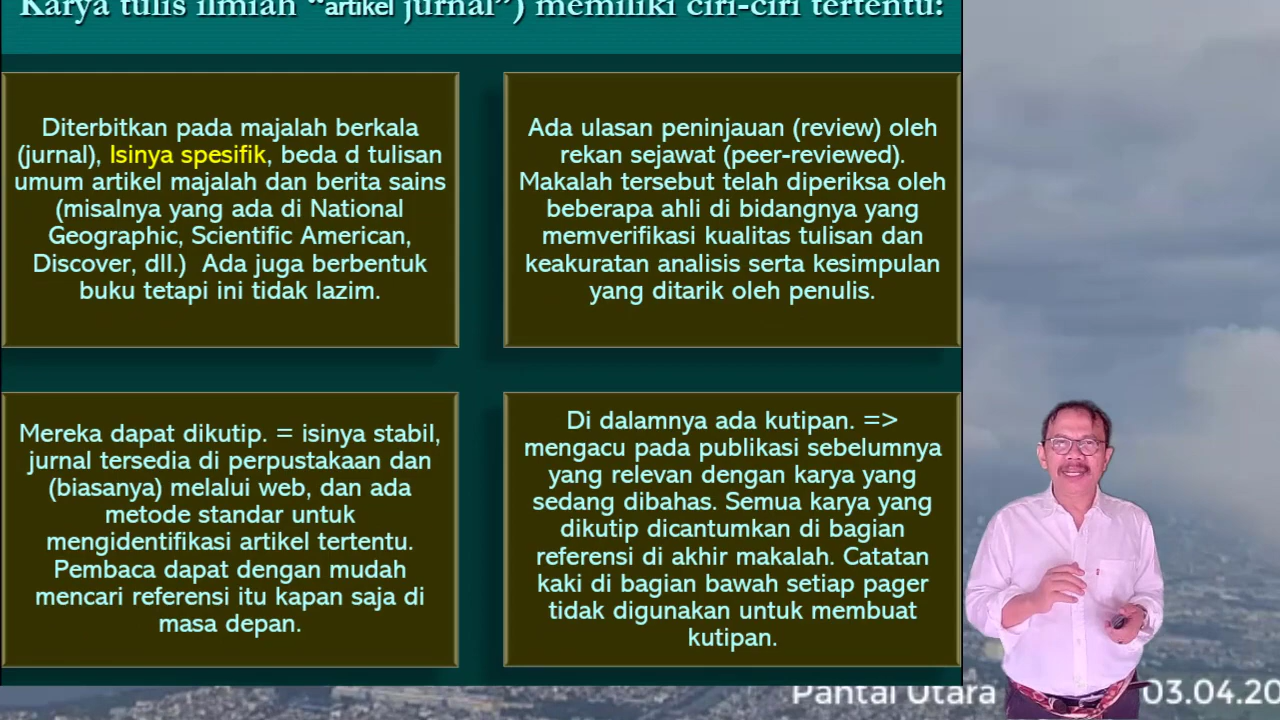 Karya tulis ilmiah “artikel jurnal”) memiliki ciri-ciri tertentu:
Diterbitkan pada majalah berkala
(jurnal), Isinya spesifik, beda d tulisan
umum artikel majalah dan berita sains
(misalnya yang ada di National
Geographic, Scientific American,
Discover, dll.)  Ada juga berbentuk
buku tetapi ini tidak lazim.
Ada ulasan peninjauan (review) oleh
rekan sejawat (peer-reviewed).
Makalah tersebut telah diperiksa oleh
beberapa ahli di bidangnya yang
memverifikasi kualitas tulisan dan
keakuratan analisis serta kesimpulan
yang ditarik oleh penulis.
Mereka dapat dikutip. = isinya stabil,
jurnal tersedia di perpustakaan dan
(biasanya) melalui web, dan ada
metode standar untuk
mengidentifikasi artikel tertentu.
Pembaca dapat dengan mudah
mencari referensi itu kapan saja di
masa depan.
Di dalamnya ada kutipan. =>
mengacu pada publikasi sebelumnya
yang relevan dengan karya yang
sedang dibahas. Semua karya yang
dikutip dicantumkan di bagian
referensi di akhir makalah. Catatan
kaki di bagian bawah setiap pager
tidak digunakan untuk membuat
kutipan.
Pantai Utara 03.04.20